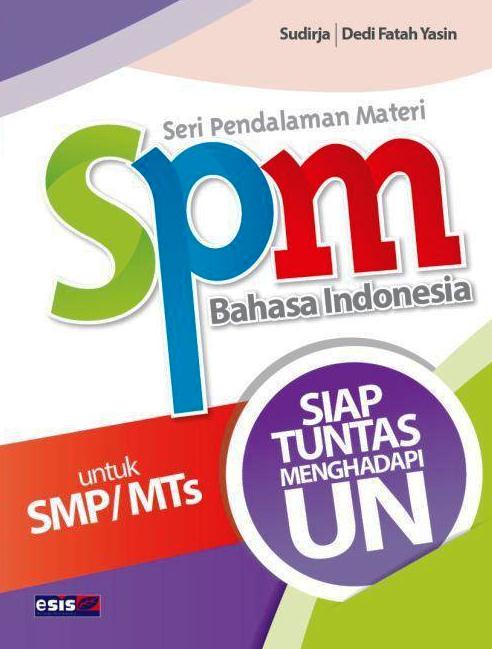 Sudirja | Dedi Fatah Yasin
Seri Pendalaman Materi
Spm
Bahasa Indonesia
SIAP
TUNTAS
MENGHADAPI
UN
untuk
SMP/MTs
esis